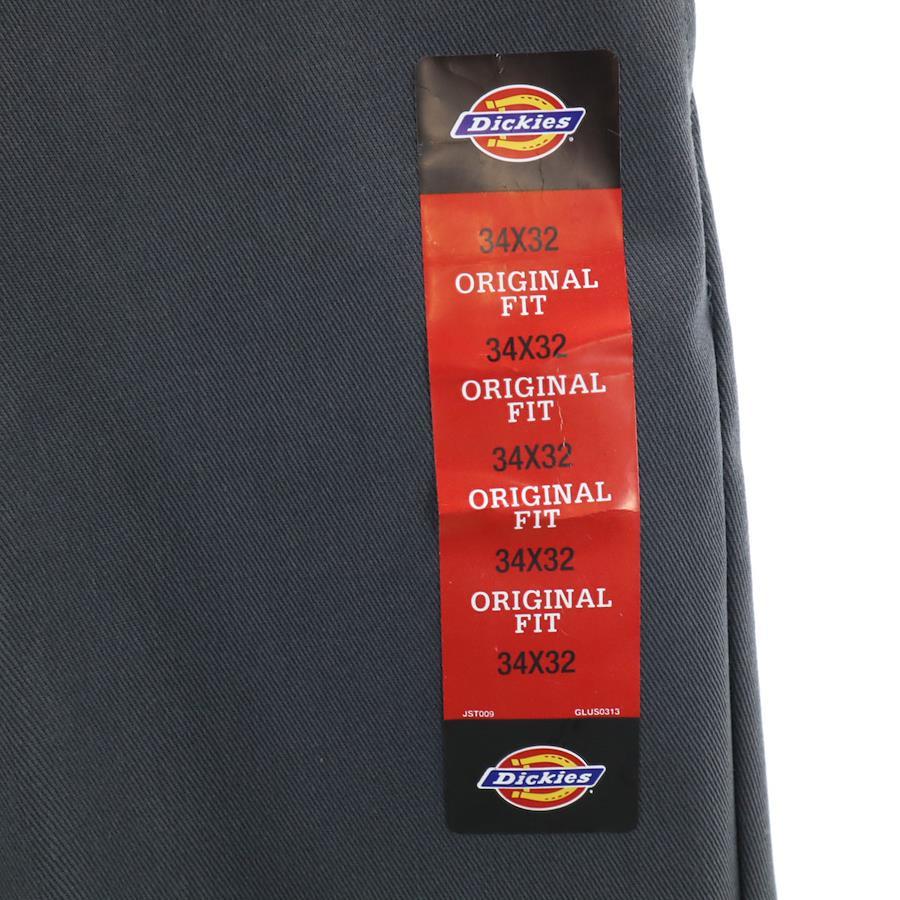 Dickies
34X32
ORIGINAL
FIT
34X32
ORIGINAL
FIT
34X32
ORIGINAL
FIT
34X32
ORIGINAL
FIT
34X32
JST009 GLUS0313
Dickies